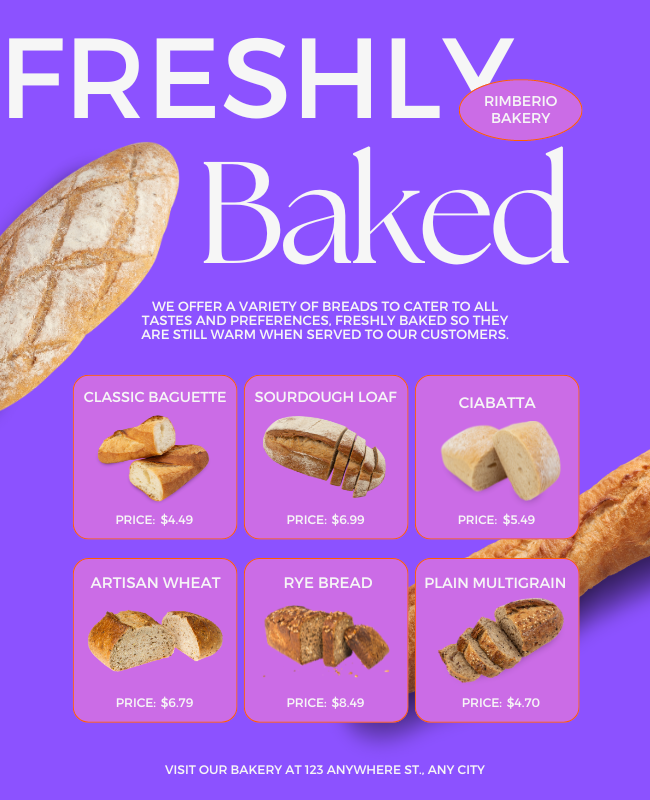 FRESHLY
RIMBERIO
BAKERY
Baked
WE OFFER A VARIETY OF BREADS TO CATER TO ALL
TASTES AND PREFERENCES, FRESHLY BAKED SO THEY
ARE STILL WARM WHEN SERVED TO OUR CUSTOMERS.
CLASSIC BAGUETTE
PRICE: $4.49
SOURDOUGH LOAF
PRICE: $6.99
CIABATTA
PRICE: $5.49
ARTISAN WHEAT
PRICE: $6.79
RYE BREAD
PRICE: $8.49
PLAIN MULTIGRAIN
PRICE: $4.70
VISIT OUR BAKERY AT 123 ANYWHERE ST., ANY CITY